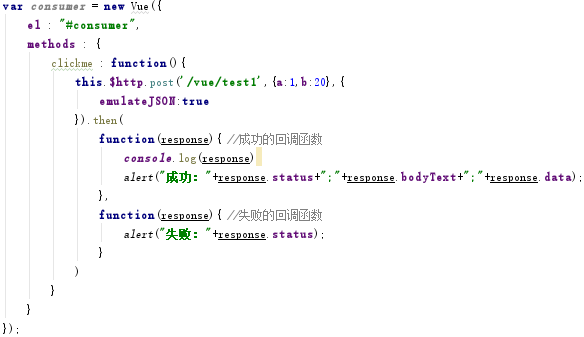 var consumer = new Vue({
    el : "#consumer",
    methods : {
        clickme : function(){
            this.$http.post('/vue/test1',{a:1,b:20},{
                emulateJSON:true
            }).then(
                function(response){ //成功的回调函数
                    console.log(response)
                    alert("成功："+response.status+";"+response.bodyText+";"+response.data);
                },
                function(response){ //失败的回调函数
                    alert("失败："+response.status);
                }
            )
        }
    }
});